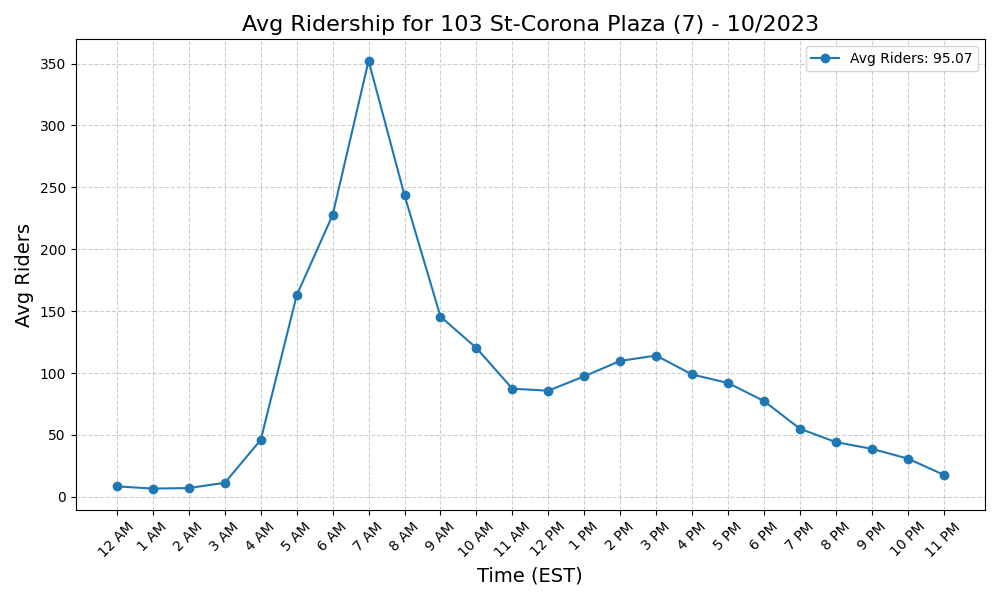 Avg Ridership for 103 St-Corona Plaza (7) - 10/2023
Avg Riders: 95.07
Avg Riders
350
300
250
200
150
100
50
0
12 AM
1 AM
2 AM
3 AM
4 AM
5 AM
6 AM
7 AM
8 AM
9 AM
10 AM
11 AM
12 PM
1 PM
2 PM
3 PM
4 PM
5 PM
6 PM
7 PM
8 PM
9 PM
10 PM
11 PM
Time (EST)